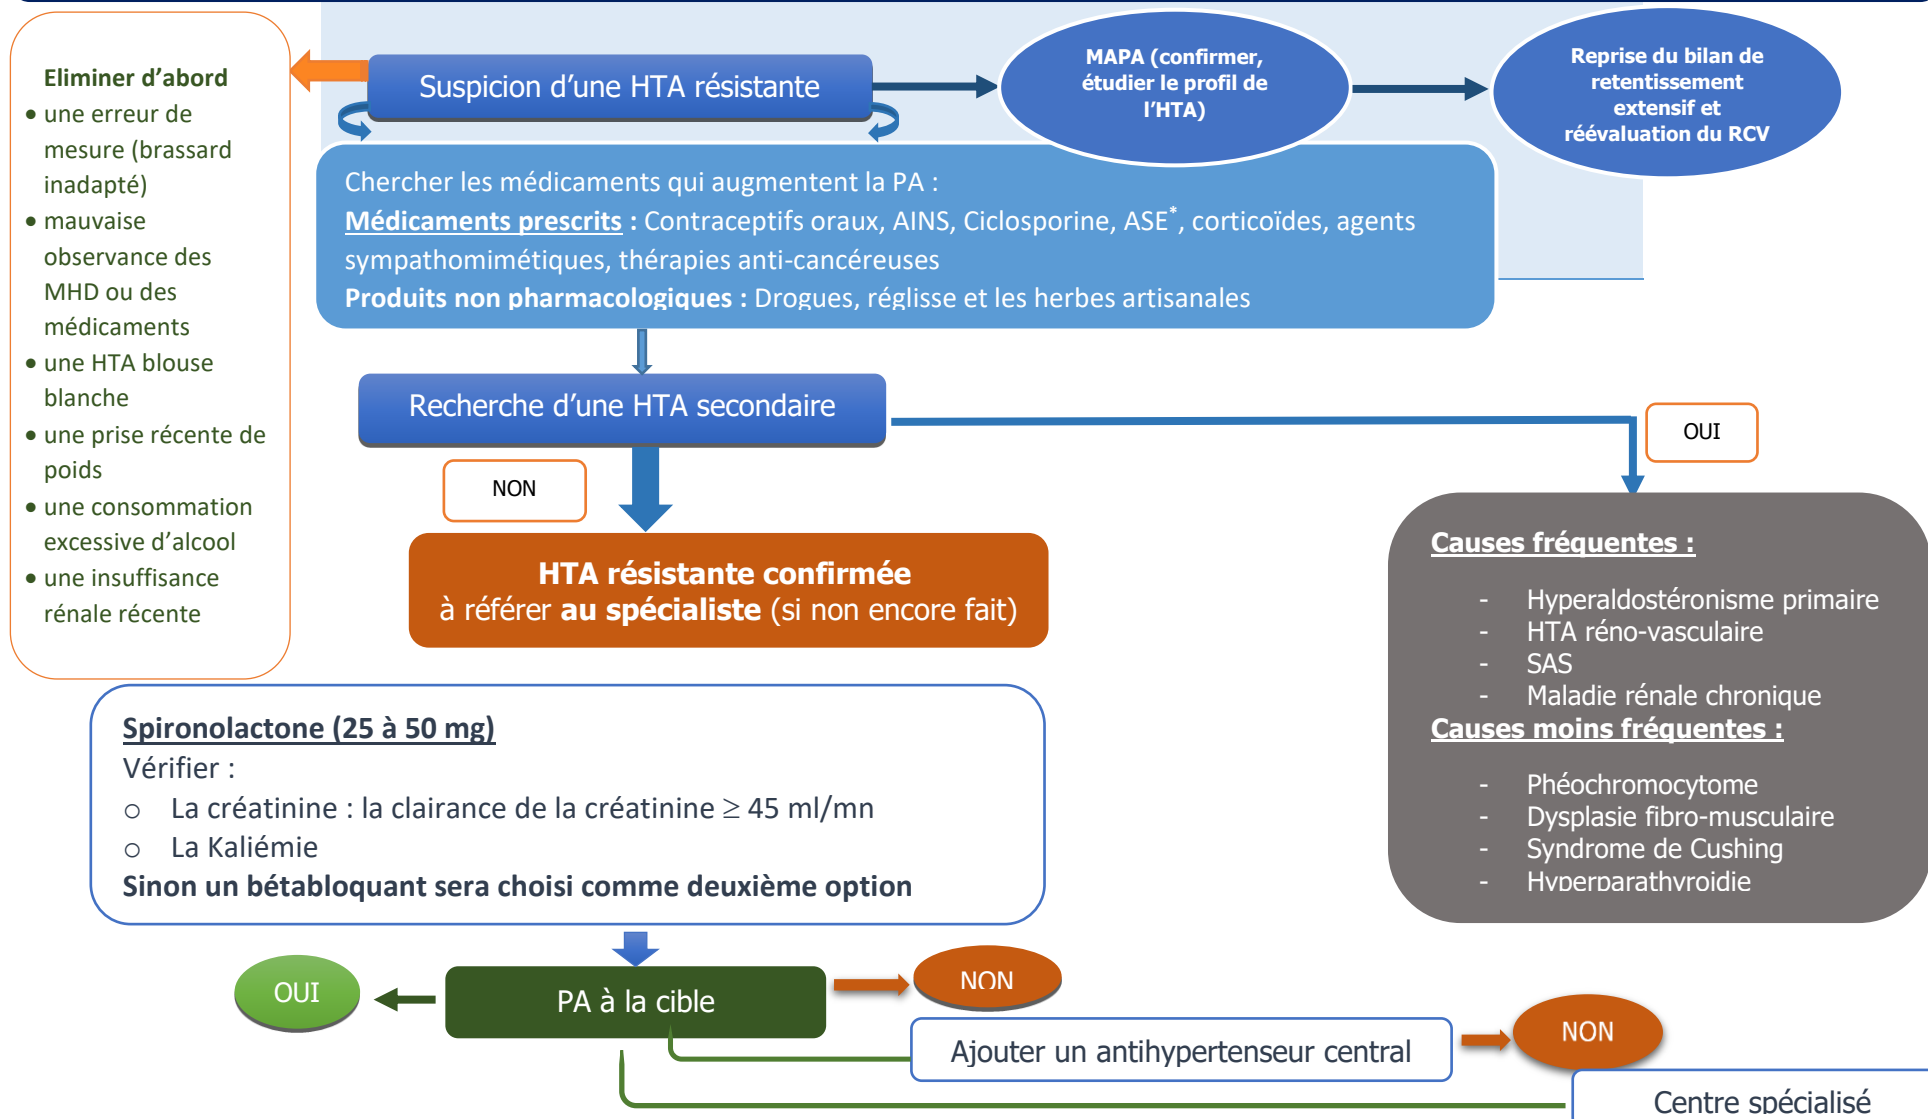 Eliminer d’abord
• une erreur de
mesure (brassard
inadapté)
• mauvaise
observance des
MHD ou des
médicaments
• une HTA blouse
blanche
• une prise récente de
poids
• une consommation
excessive d’alcool
• une insuffisance
rénale récente
Suspicion d’une HTA résistante
MAPA (confirmer,
étudier le profil de
l’HTA)
Reprise du bilan de
retentissement
extensif et
réévaluation du RCV
Chercher les médicaments qui augmentent la PA :
Médicaments prescrits : Contraceptifs oraux, AINS, Ciclosporine, ASE*, corticoïdes, agents
sympathomimétiques, thérapies anti-cancéreuses
Produits non pharmacologiques : Drogues, réglisse et les herbes artisanales
Recherche d’une HTA secondaire
OUI
NON
HTA résistante confirmée
à référer au spécialiste (si non encore fait)
Causes fréquentes :
- Hyperaldostéronisme primaire
- HTA réno-vasculaire
- SAS
- Maladie rénale chronique
Causes moins fréquentes :
- Phéochromocytome
- Dysplasie fibro-musculaire
- Syndrome de Cushing
- Hyperparathyroidie
Spironolactone (25 à 50 mg)
Vérifier :
o La créatinine : la clairance de la créatinine ≥ 45 ml/mn
o La Kaliémie
Sinon un bétabloquant sera choisi comme deuxième option
OUI
PA à la cible
NON
Ajouter un antihypertenseur central
NON
Centre spécialisé